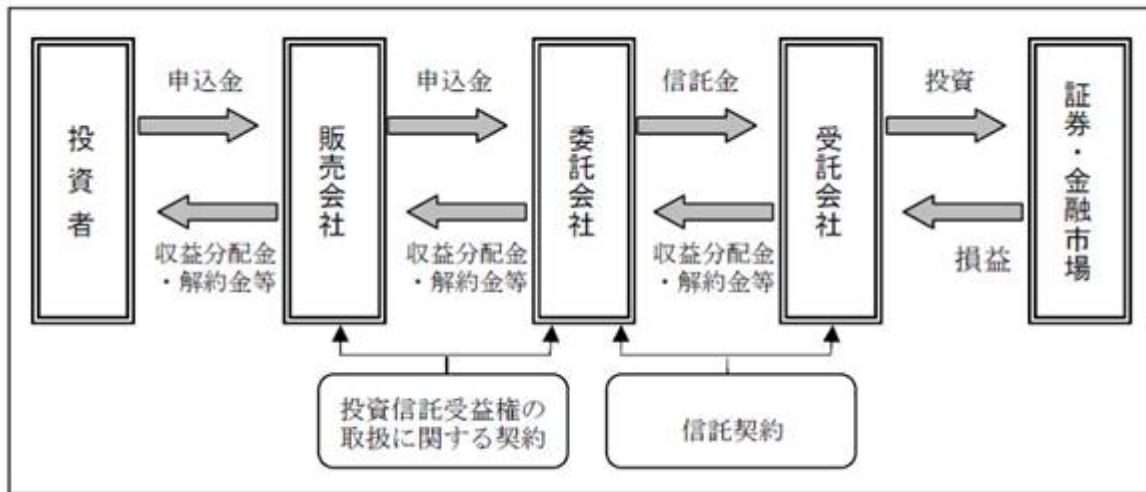 投資者
申込金
収益分配金
・解約金等
販売会社
申込金
収益分配金
・解約金等
委託会社
信託金
収益分配金
・解約金等
受託会社
投資
損益
証券・金融市場
投資信託受益権の
取扱に関する契約
信託契約